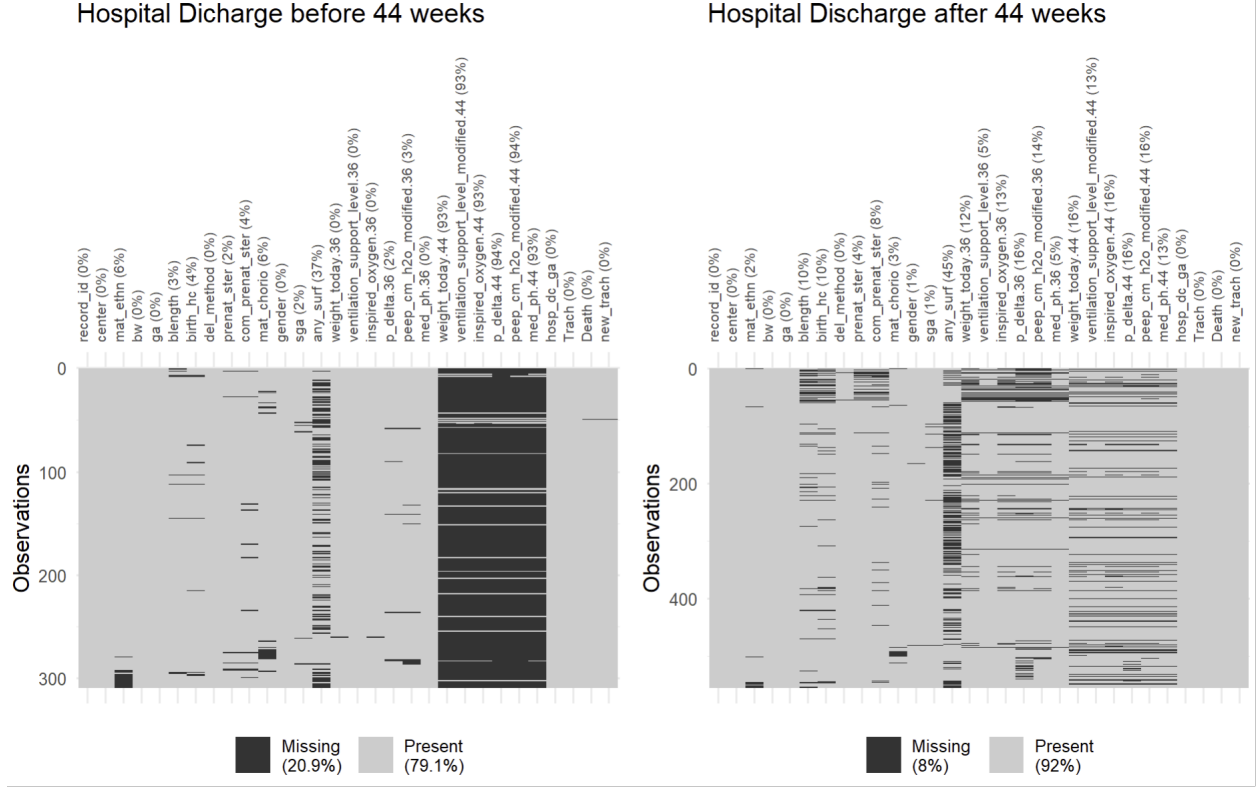 Hospital Dicharge before 44 weeks
record_id (0%)
center (0%)
mat_ethn (6%)
bw (0%)
ga (0%)
blength (3%)
birth_hc (4%)
del_method (0%)
prenat_ster (2%)
com_prenat_ster (4%)
mat_chorio (6%)
gender (0%)
sga (2%)
any_surf (37%)
weight_today.36 (0%)
ventilation_support_level.36 (0%)
inspired_oxygen.36 (0%)
p_delta.36 (2%)
peep_cm_h2o_modified.36 (3%)
med_ph.36 (0%)
weight_today.44 (93%)
ventilation_support_level_modified.44 (93%)
inspired_oxygen.44 (93%)
p_delta.44 (94%)
peep_cm_h2o_modified.44 (94%)
med_ph.44 (93%)
hosp_dc_ga (0%)
Trach (0%)
Death (0%)
new_trach (0%)
Observations
0
100
200
300
Missing
(20.9%)
Present
(79.1%)
Hospital Discharge after 44 weeks
record_id (0%)
center (0%)
mat_ethn (2%)
bw (0%)
ga (0%)
blength (10%)
birth_hc (10%)
del_method (0%)
prenat_ster (4%)
com_prenat_ster (8%)
mat_chorio (3%)
gender (1%)
sga (1%)
any_surf (45%)
weight_today.36 (12%)
ventilation_support_level.36 (5%)
inspired_oxygen.36 (13%)
p_delta.36 (16%)
peep_cm_h2o_modified.36 (14%)
med_ph.36 (5%)
weight_today.44 (16%)
ventilation_support_level_modified.44 (13%)
inspired_oxygen.44 (16%)
p_delta.44 (16%)
peep_cm_h2o_modified.44 (16%)
med_ph.44 (13%)
hosp_dc_ga (0%)
Trach (0%)
Death (0%)
new_trach (0%)
Observations
0
200
400
Missing
(8%)
Present
(92%)